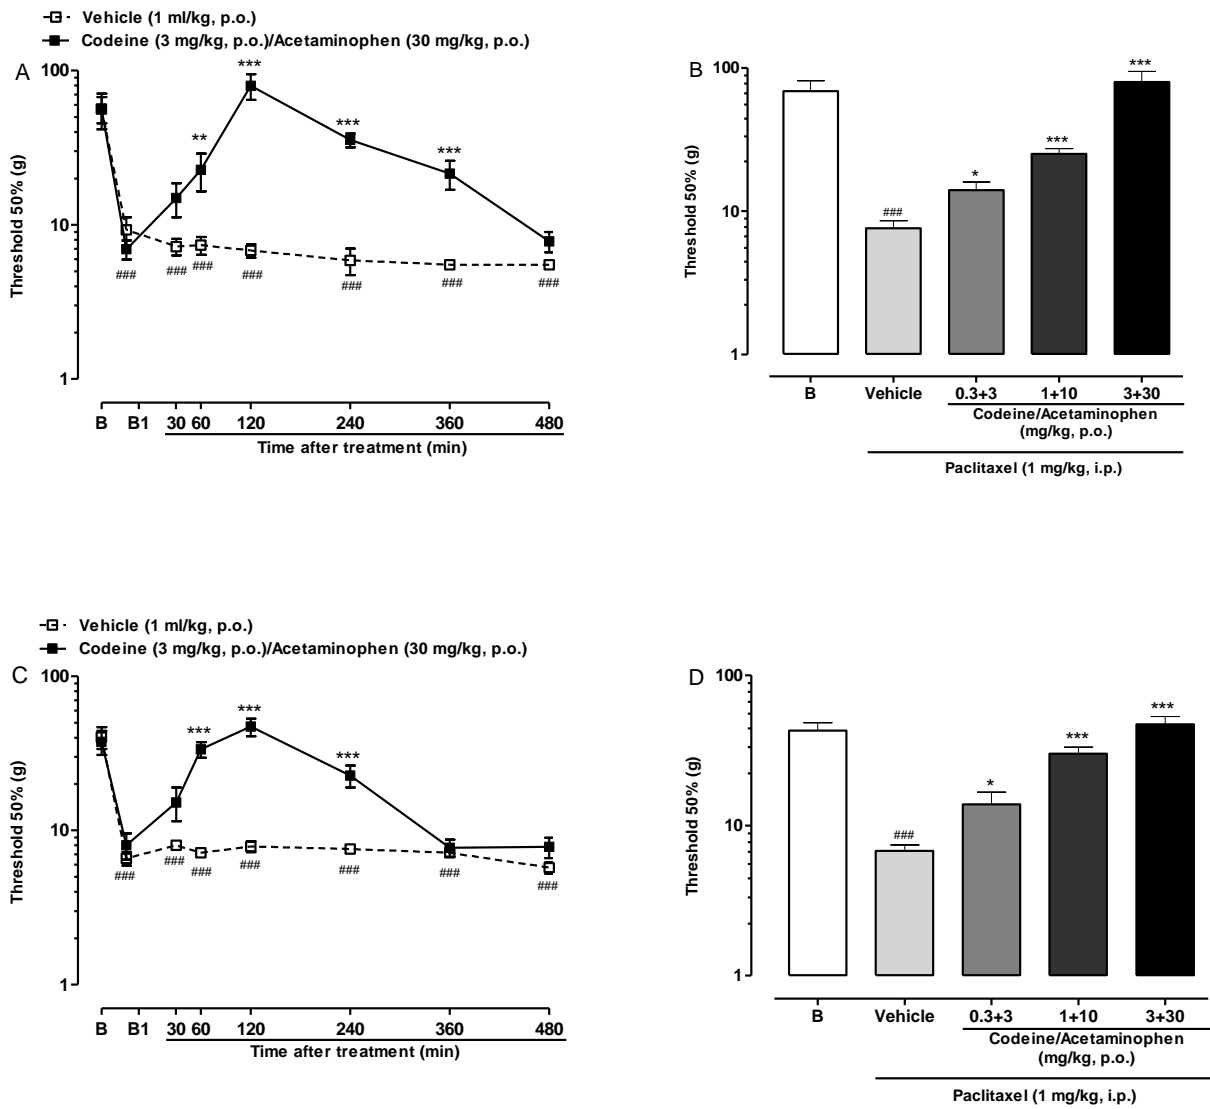 Vehicle (1 ml/kg, p.o.)
Codeine (3 mg/kg, p.o.)/Acetaminophen (30 mg/kg, p.o.)
A
Threshold 50% (g)
100
10
1
***
**
***
***
### ### ### ### ### ### ###
B B1 30 60 120 240 360 480
Time after treatment (min)
B
Threshold 50% (g)
100
10
1
###
*
***
***
B Vehicle 0.3+3 1+10 3+30
Codeine/Acetaminophen
(mg/kg, p.o.)
Paclitaxel (1 mg/kg, i.p.)
Vehicle (1 ml/kg, p.o.)
Codeine (3 mg/kg, p.o.)/Acetaminophen (30 mg/kg, p.o.)
C
Threshold 50% (g)
100
10
1
***
***
***
### ### ### ### ### ### ###
B B1 30 60 120 240 360 480
Time after treatment (min)
D
Threshold 50% (g)
100
10
1
###
*
***
***
B Vehicle 0.3+3 1+10 3+30
Codeine/Acetaminophen
(mg/kg, p.o.)
Paclitaxel (1 mg/kg, i.p.)